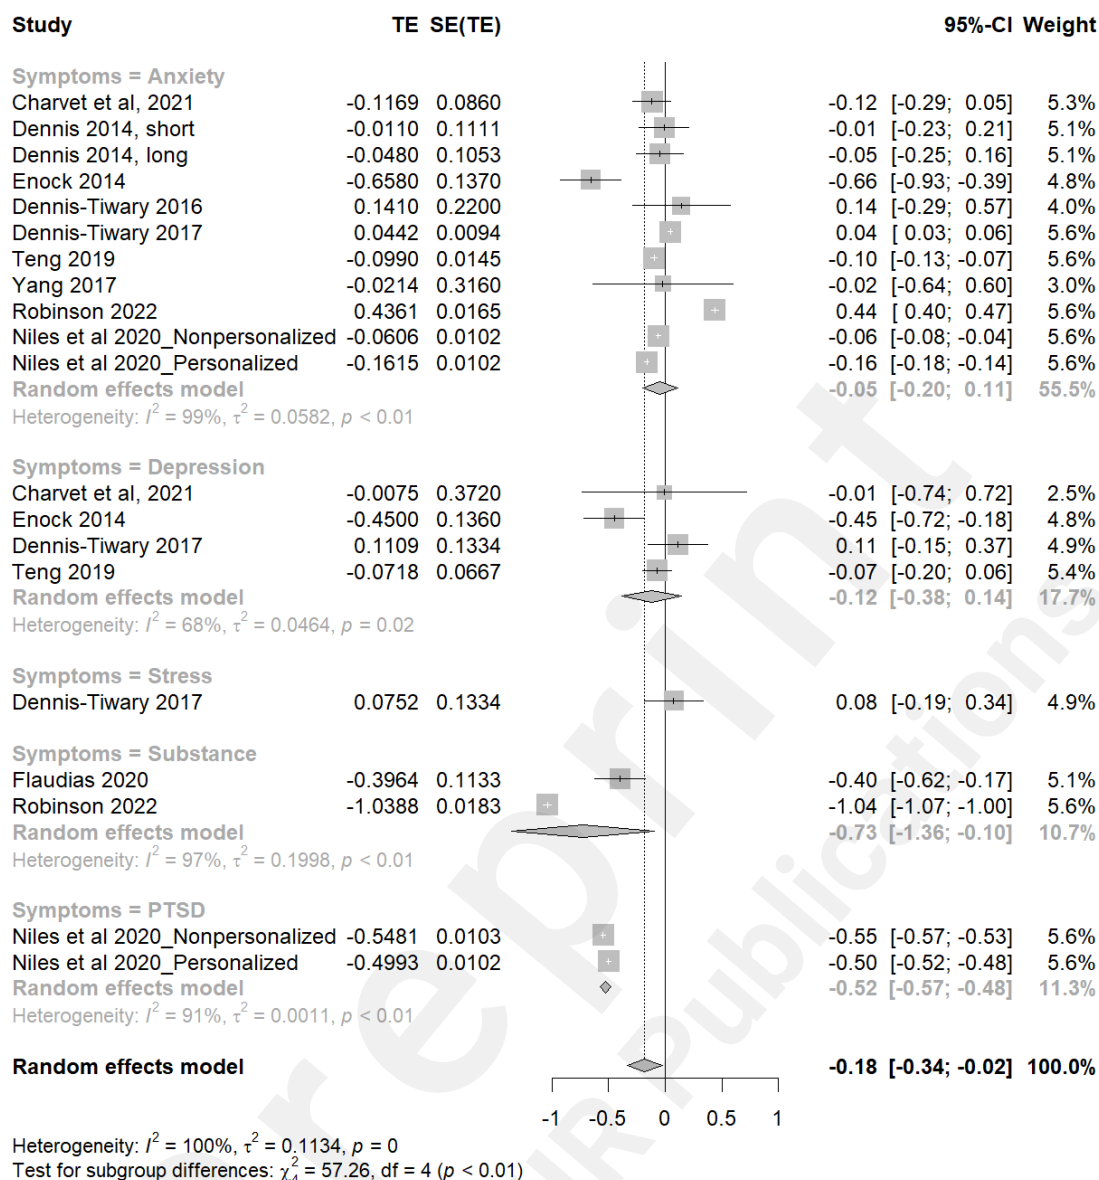 Study TE SE(TE) 95%-CI Weight
Symptoms = Anxiety
Charvet et al, 2021 -0.1169 0.0860 -0.12 [-0.29; 0.05] 5.3%
Dennis 2014, short -0.0110 0.1111 -0.01 [-0.23; 0.21] 5.1%
Dennis 2014, long -0.0480 0.1053 -0.05 [-0.25; 0.16] 5.1%
Enock 2014 -0.6580 0.1370 -0.66 [-0.93; -0.39] 4.8%
Dennis-Tiwary 2016 0.1410 0.2200 0.14 [-0.29; 0.57] 4.0%
Dennis-Tiwary 2017 0.0442 0.0094 0.04 [ 0.03; 0.06] 5.6%
Teng 2019 -0.0990 0.0145 -0.10 [-0.13; -0.07] 5.6%
Yang 2017 -0.0214 0.3160 -0.02 [-0.64; 0.60] 3.0%
Robinson 2022 0.4361 0.0165 0.44 [ 0.40; 0.47] 5.6%
Niles et al 2020_Nonpersonalized -0.0606 0.0102 -0.06 [-0.08; -0.04] 5.6%
Niles et al 2020_Personalized -0.1615 0.0102 -0.16 [-0.18; -0.14] 5.6%
Random effects model -0.05 [-0.20; 0.11] 55.5%
Heterogeneity: I² = 99%, τ² = 0.0582, p < 0.01
Symptoms = Depression
Charvet et al, 2021 -0.0075 0.3720 -0.01 [-0.74; 0.72] 2.5%
Enock 2014 -0.4500 0.1360 -0.45 [-0.72; -0.18] 4.8%
Dennis-Tiwary 2017 0.1109 0.1334 0.11 [-0.15; 0.37] 4.9%
Teng 2019 -0.0718 0.0667 -0.07 [-0.20; 0.06] 5.4%
Random effects model -0.12 [-0.38; 0.14] 17.7%
Heterogeneity: I² = 68%, τ² = 0.0464, p = 0.02
Symptoms = Stress
Dennis-Tiwary 2017 0.0752 0.1334 0.08 [-0.19; 0.34] 4.9%
Symptoms = Substance
Flaudias 2020 -0.3964 0.1133 -0.40 [-0.62; -0.17] 5.1%
Robinson 2022 -1.0388 0.0183 -1.04 [-1.07; -1.00] 5.6%
Random effects model -0.73 [-1.36; -0.10] 10.7%
Heterogeneity: I² = 97%, τ² = 0.1998, p < 0.01
Symptoms = PTSD
Niles et al 2020_Nonpersonalized -0.5481 0.0103 -0.55 [-0.57; -0.53] 5.6%
Niles et al 2020_Personalized -0.4993 0.0102 -0.50 [-0.52; -0.48] 5.6%
Random effects model -0.52 [-0.57; -0.48] 11.3%
Heterogeneity: I² = 91%, τ² = 0.0011, p < 0.01
Random effects model -0.18 [-0.34; -0.02] 100.0%
-1 -0.5 0 0.5 1
Heterogeneity: I² = 100%, τ² = 0.1134, p = 0
Test for subgroup differences: χ²₄ = 57.26, df = 4 (p < 0.01)
reprint
R Publications